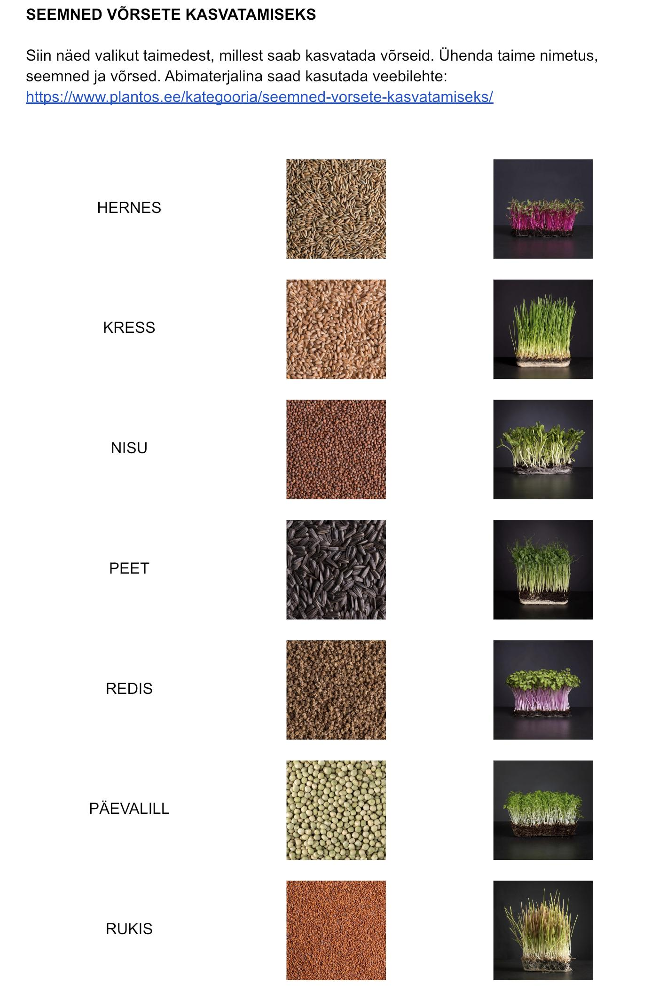 SEEMNED VÕRSETE KASVATAMISEKS
Siin näed valikut taimedest, millest saab kasvatada võrseid. Ühenda taime nimetus,
seemned ja võrsed. Abimaterjalina saad kasutada veebilehte:
https://www.plantos.ee/kategooria/seemned-vorsete-kasvatamiseks/
HERNES
KRESS
NISU
PEET
REDIS
PÄEVALILL
RUKIS